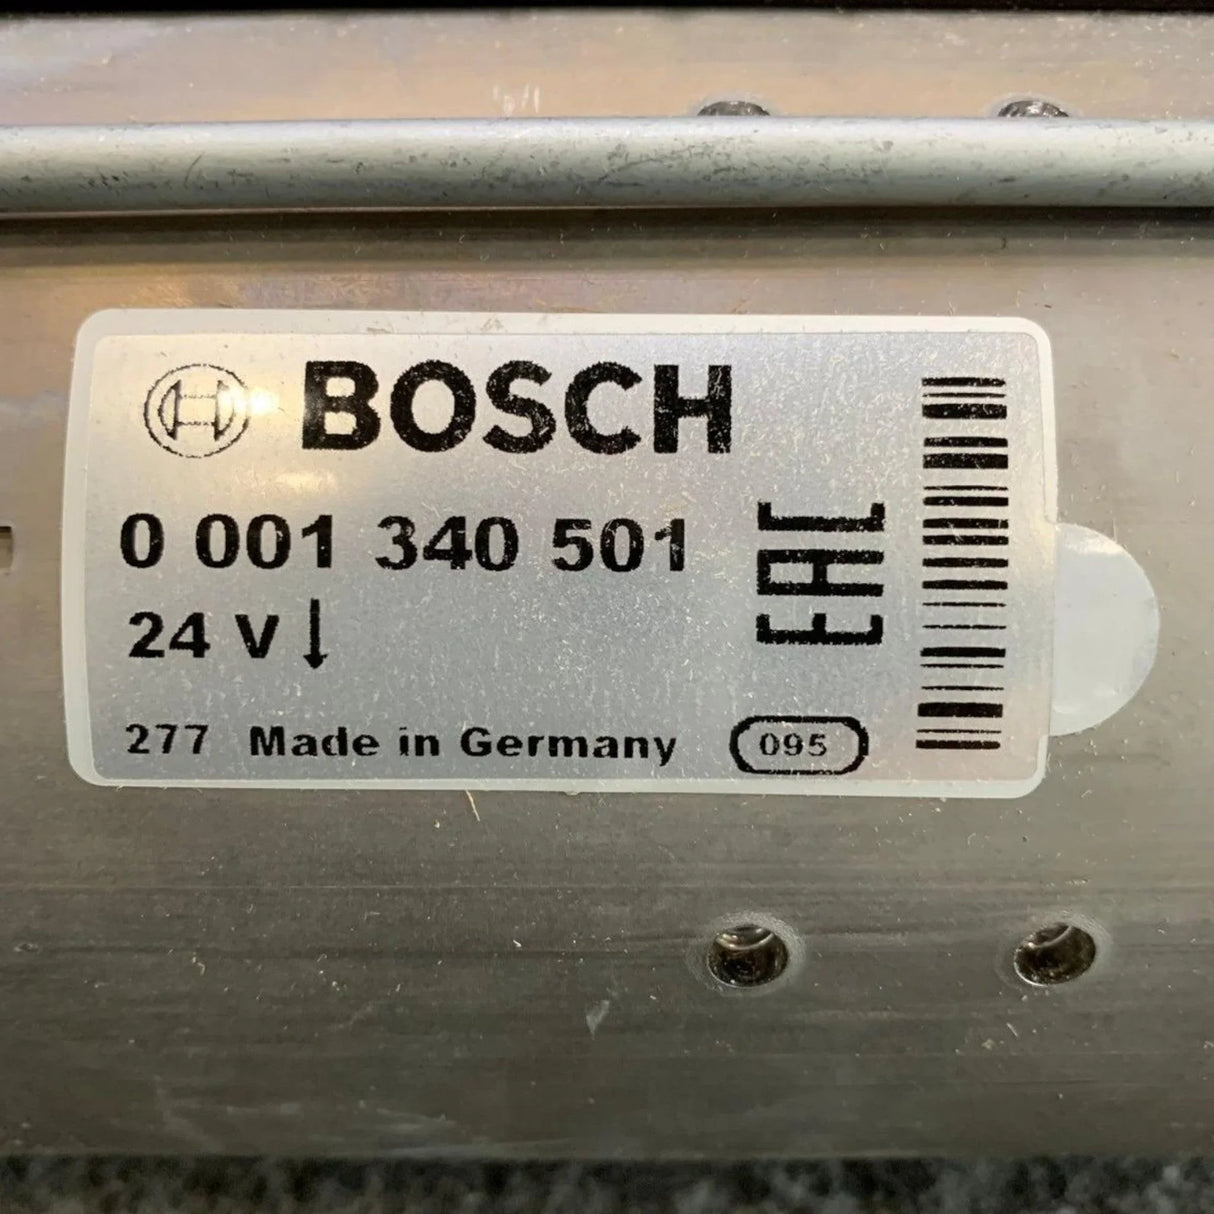 BOSCH
0 001 340 501
24 V ↓
EAC
277 Made in Germany 095